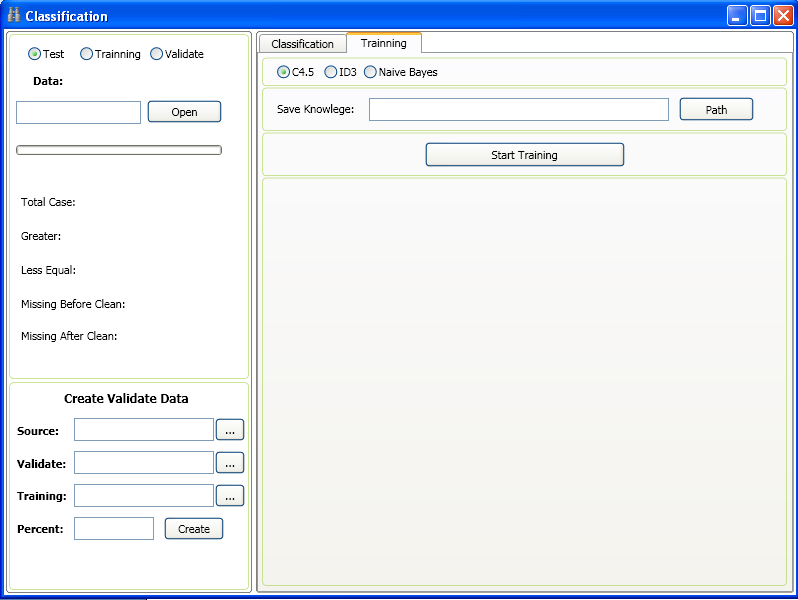 Classification
Test Trainning Validate
Data:
Open
Total Case:
Greater:
Less Equal:
Missing Before Clean:
Missing After Clean:
Create Validate Data
Source: ...
Validate: ...
Training: ...
Percent: Create
Classification Trainning
C4.5 ID3 Naive Bayes
Save Knowlege: Path
Start Training